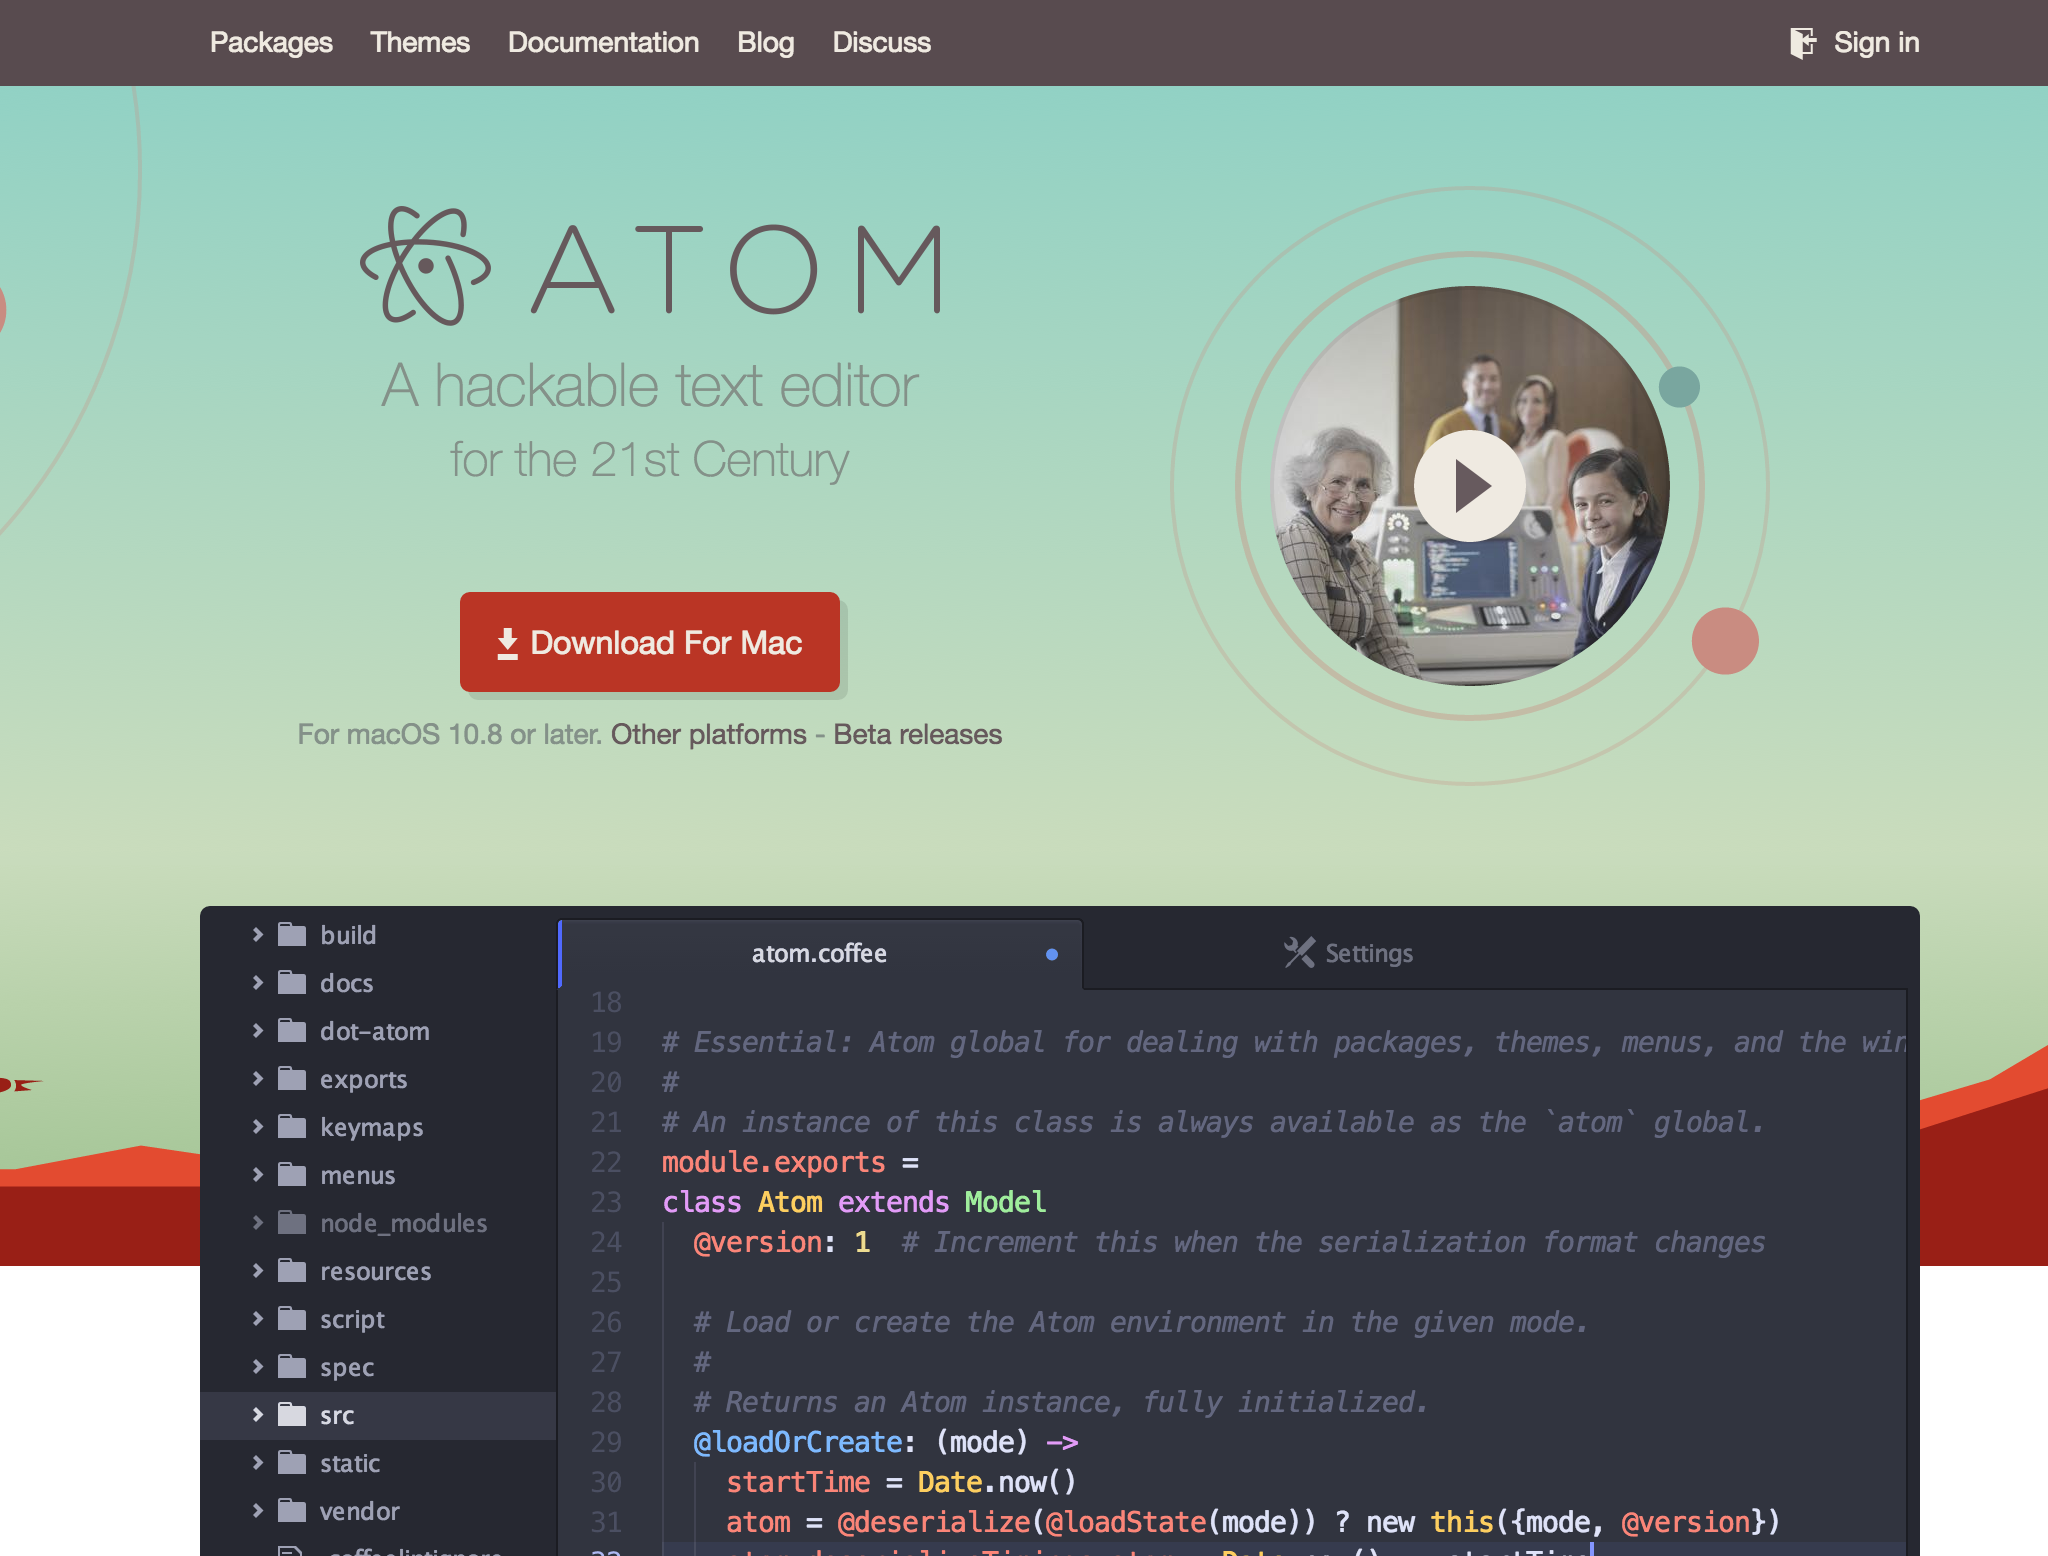 Packages Themes Documentation Blog Discuss Sign in
ATOM
A hackable text editor
for the 21st Century
Download For Mac
For macOS 10.8 or later. Other platforms - Beta releases
build
docs
dot-atom
exports
keymaps
menus
node_modules
resources
script
spec
src
static
vendor
atom.coffee Settings
18
19 # Essential: Atom global for dealing with packages, themes, menus, and the win
20 #
21 # An instance of this class is always available as the `atom` global.
22 module.exports =
23 class Atom extends Model
24 @version: 1 # Increment this when the serialization format changes
25
26 # Load or create the Atom environment in the given mode.
27 #
28 # Returns an Atom instance, fully initialized.
29 @loadOrCreate: (mode) ->
30 startTime = Date.now()
31 atom = @deserialize(@loadState(mode)) ? new this({mode, @version})